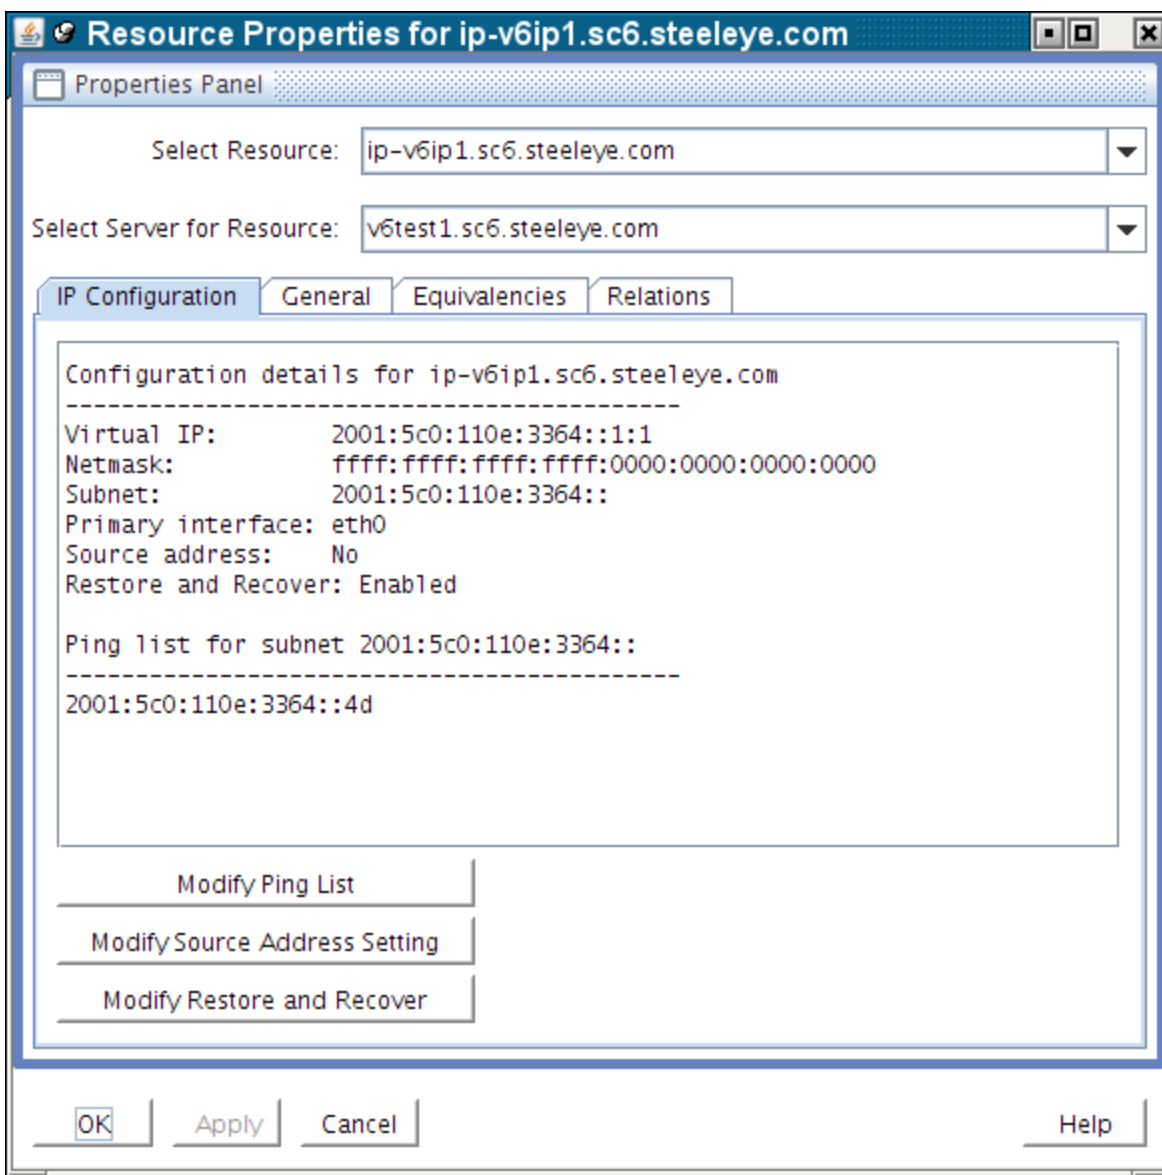 Resource Properties for ip-v6ip1.sc6.steeleye.com
Properties Panel
Select Resource: ip-v6ip1.sc6.steeleye.com
Select Server for Resource: v6test1.sc6.steeleye.com
IP Configuration General Equivalencies Relations
Configuration details for ip-v6ip1.sc6.steeleye.com
--------------------------------------------
Virtual IP: 2001:5c0:110e:3364::1:1
Netmask: ffff:ffff:ffff:ffff:0000:0000:0000:0000
Subnet: 2001:5c0:110e:3364::
Primary interface: eth0
Source address: No
Restore and Recover: Enabled
Ping list for subnet 2001:5c0:110e:3364::
--------------------------------------------
2001:5c0:110e:3364::4d
Modify Ping List
Modify Source Address Setting
Modify Restore and Recover
OK Apply Cancel Help